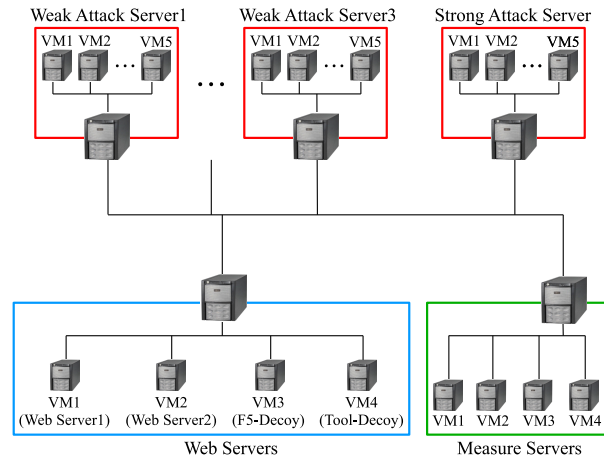 Weak Attack Server1 Weak Attack Server3 Strong Attack Server
VM1 VM2 ... VM5 VM1 VM2 ... VM5 VM1 VM2 ... VM5
...
VM1 VM2 VM3 VM4
(Web Server1) (Web Server2) (F5-Decoy) (Tool-Decoy)
VM1 VM2 VM3 VM4
Web Servers Measure Servers